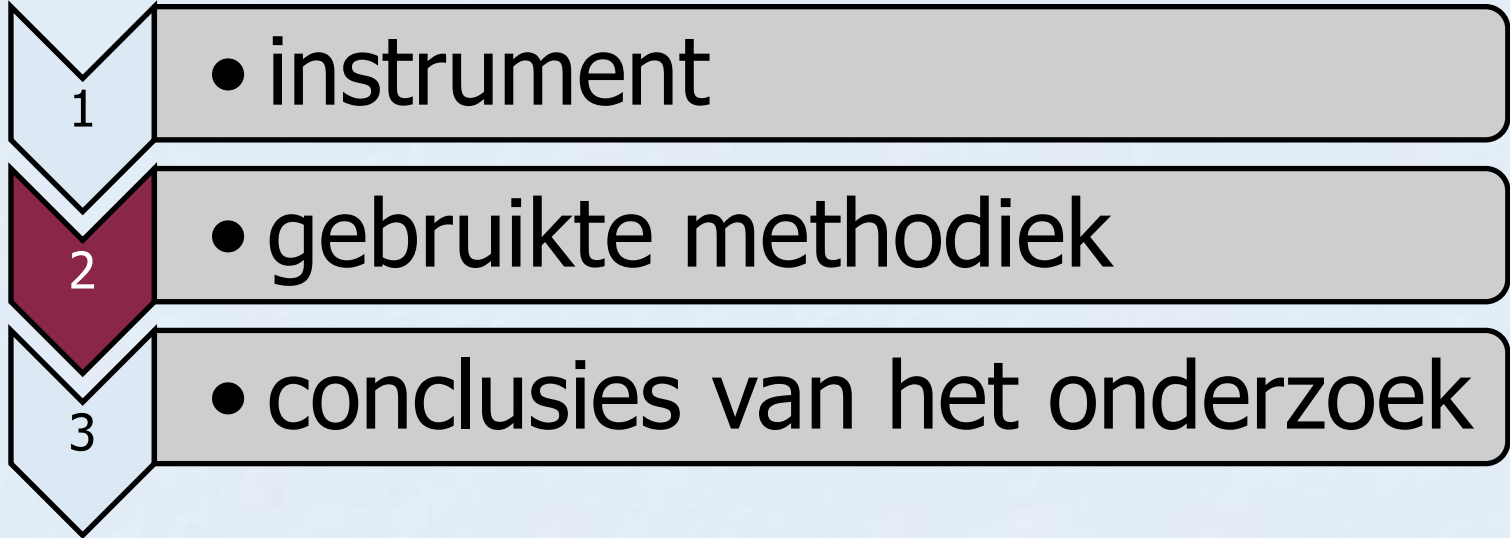 1
• instrument
2
• gebruikte methodiek
3
• conclusies van het onderzoek